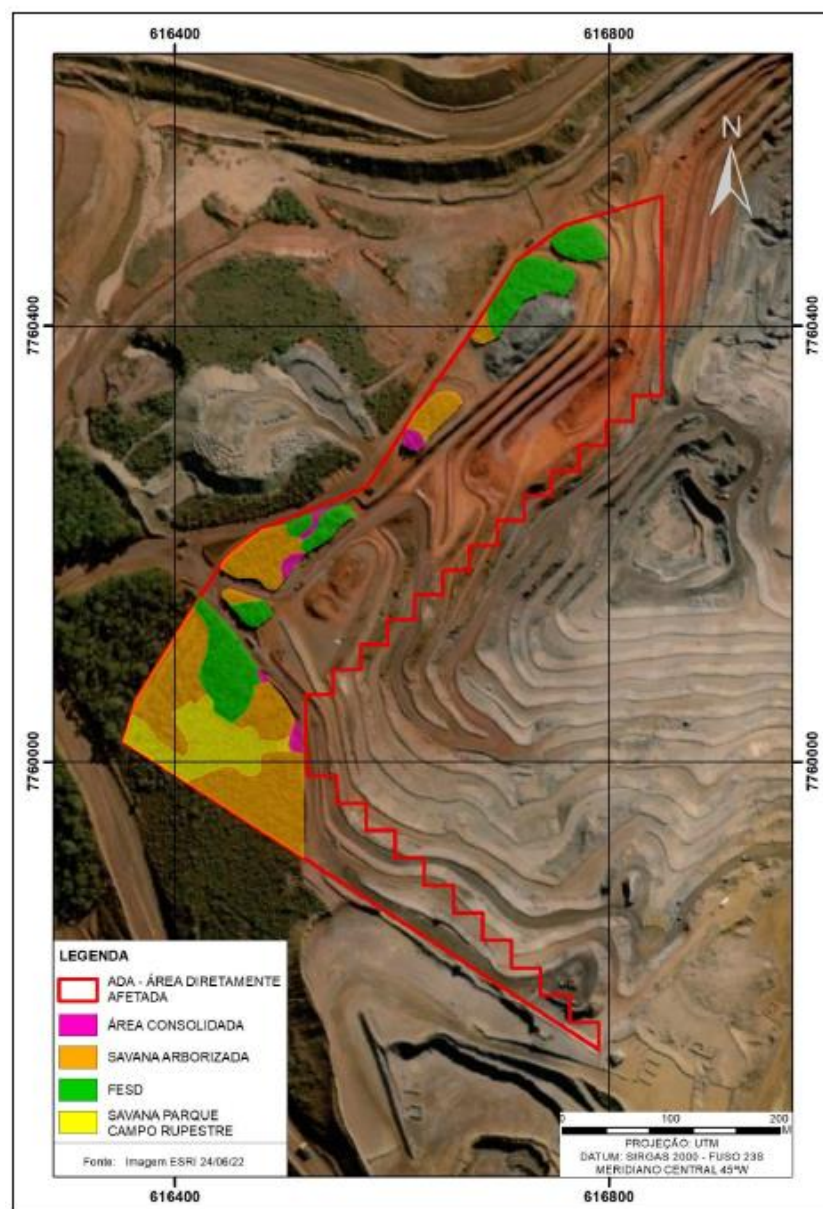 616400 616800
N
7760400 7760400
7760000 7760000
LEGENDA
ADA - ÁREA DIRETAMENTE
AFETADA
ÁREA CONSOLIDADA
SAVANA ARBORIZADA
FESD
SAVANA PARQUE
CAMPO RUPESTRE
Fonte: Imagem ESRI 24/06/22
0 100 200
M
PROJEÇÃO: UTM
DATUM: SIRGAS 2000 - FUSO 23S
MERIDIANO CENTRAL 45°W
616400 616800